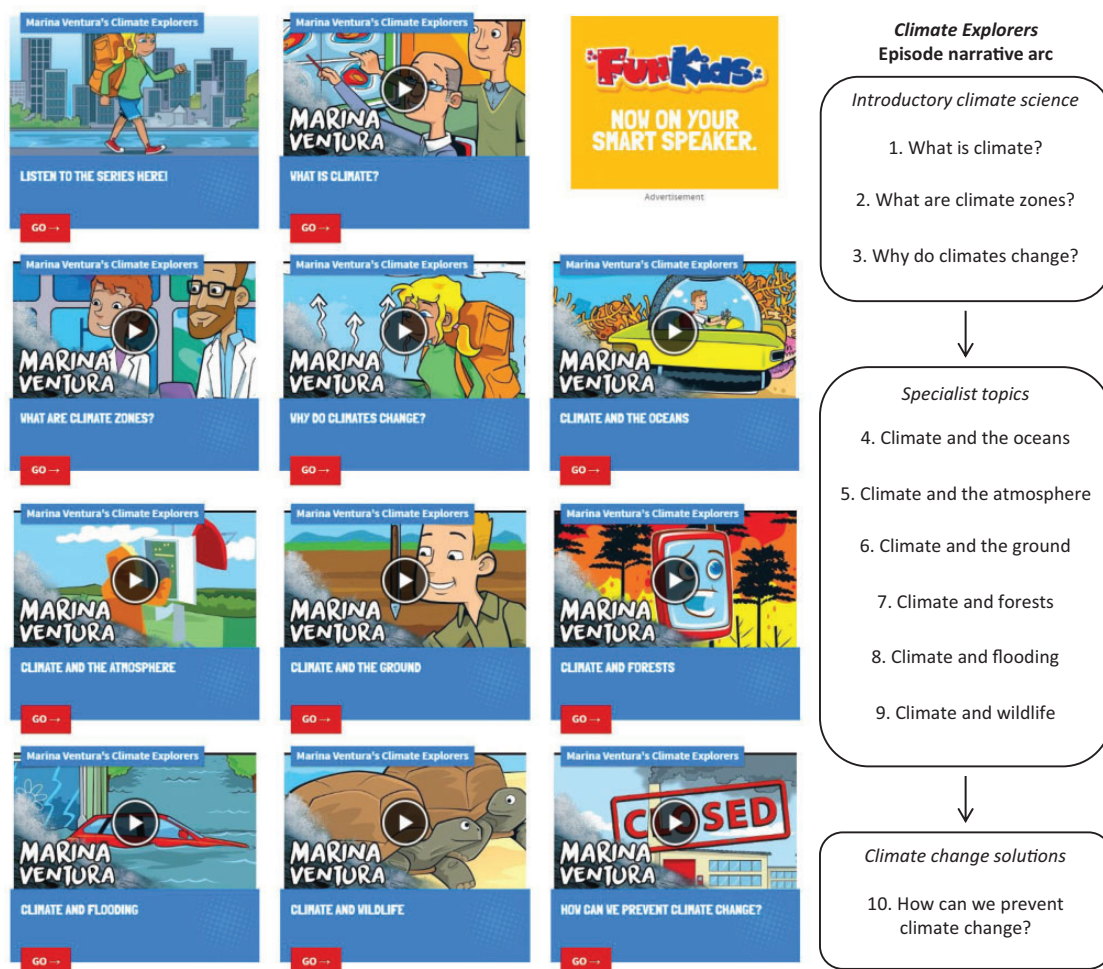 Marina Ventura's Climate Explorers
LISTEN TO THE SERIES HERE!
GO →
Marina Ventura's Climate Explorers
MARINA
VENTURA
WHAT IS CLIMATE?
GO →
FUN KIDS
NOW ON YOUR
SMART SPEAKER.
Advertisement
Marina Ventura's Climate Explorers
MARINA
VENTURA
WHAT ARE CLIMATE ZONES?
GO →
Marina Ventura's Climate Explorers
MARINA
VENTURA
WHY DO CLIMATES CHANGE?
GO →
Marina Ventura's Climate Explorers
MARINA
VENTURA
CLIMATE AND THE OCEANS
GO →
Marina Ventura's Climate Explorers
MARINA
VENTURA
CLIMATE AND THE ATMOSPHERE
GO →
Marina Ventura's Climate Explorers
MARINA
VENTURA
CLIMATE AND THE GROUND
GO →
Marina Ventura's Climate Explorers
MARINA
VENTURA
CLIMATE AND FORESTS
GO →
Marina Ventura's Climate Explorers
MARINA
VENTURA
CLIMATE AND FLOODING
GO →
Marina Ventura's Climate Explorers
MARINA
VENTURA
CLIMATE AND WILDLIFE
GO →
Marina Ventura's Climate Explorers
CLOSED
MARINA
VENTURA
HOW CAN WE PREVENT CLIMATE CHANGE?
GO →
Climate Explorers
Episode narrative arc
Introductory climate science
1. What is climate?
2. What are climate zones?
3. Why do climates change?
Specialist topics
4. Climate and the oceans
5. Climate and the atmosphere
6. Climate and the ground
7. Climate and forests
8. Climate and flooding
9. Climate and wildlife
Climate change solutions
10. How can we prevent
climate change?